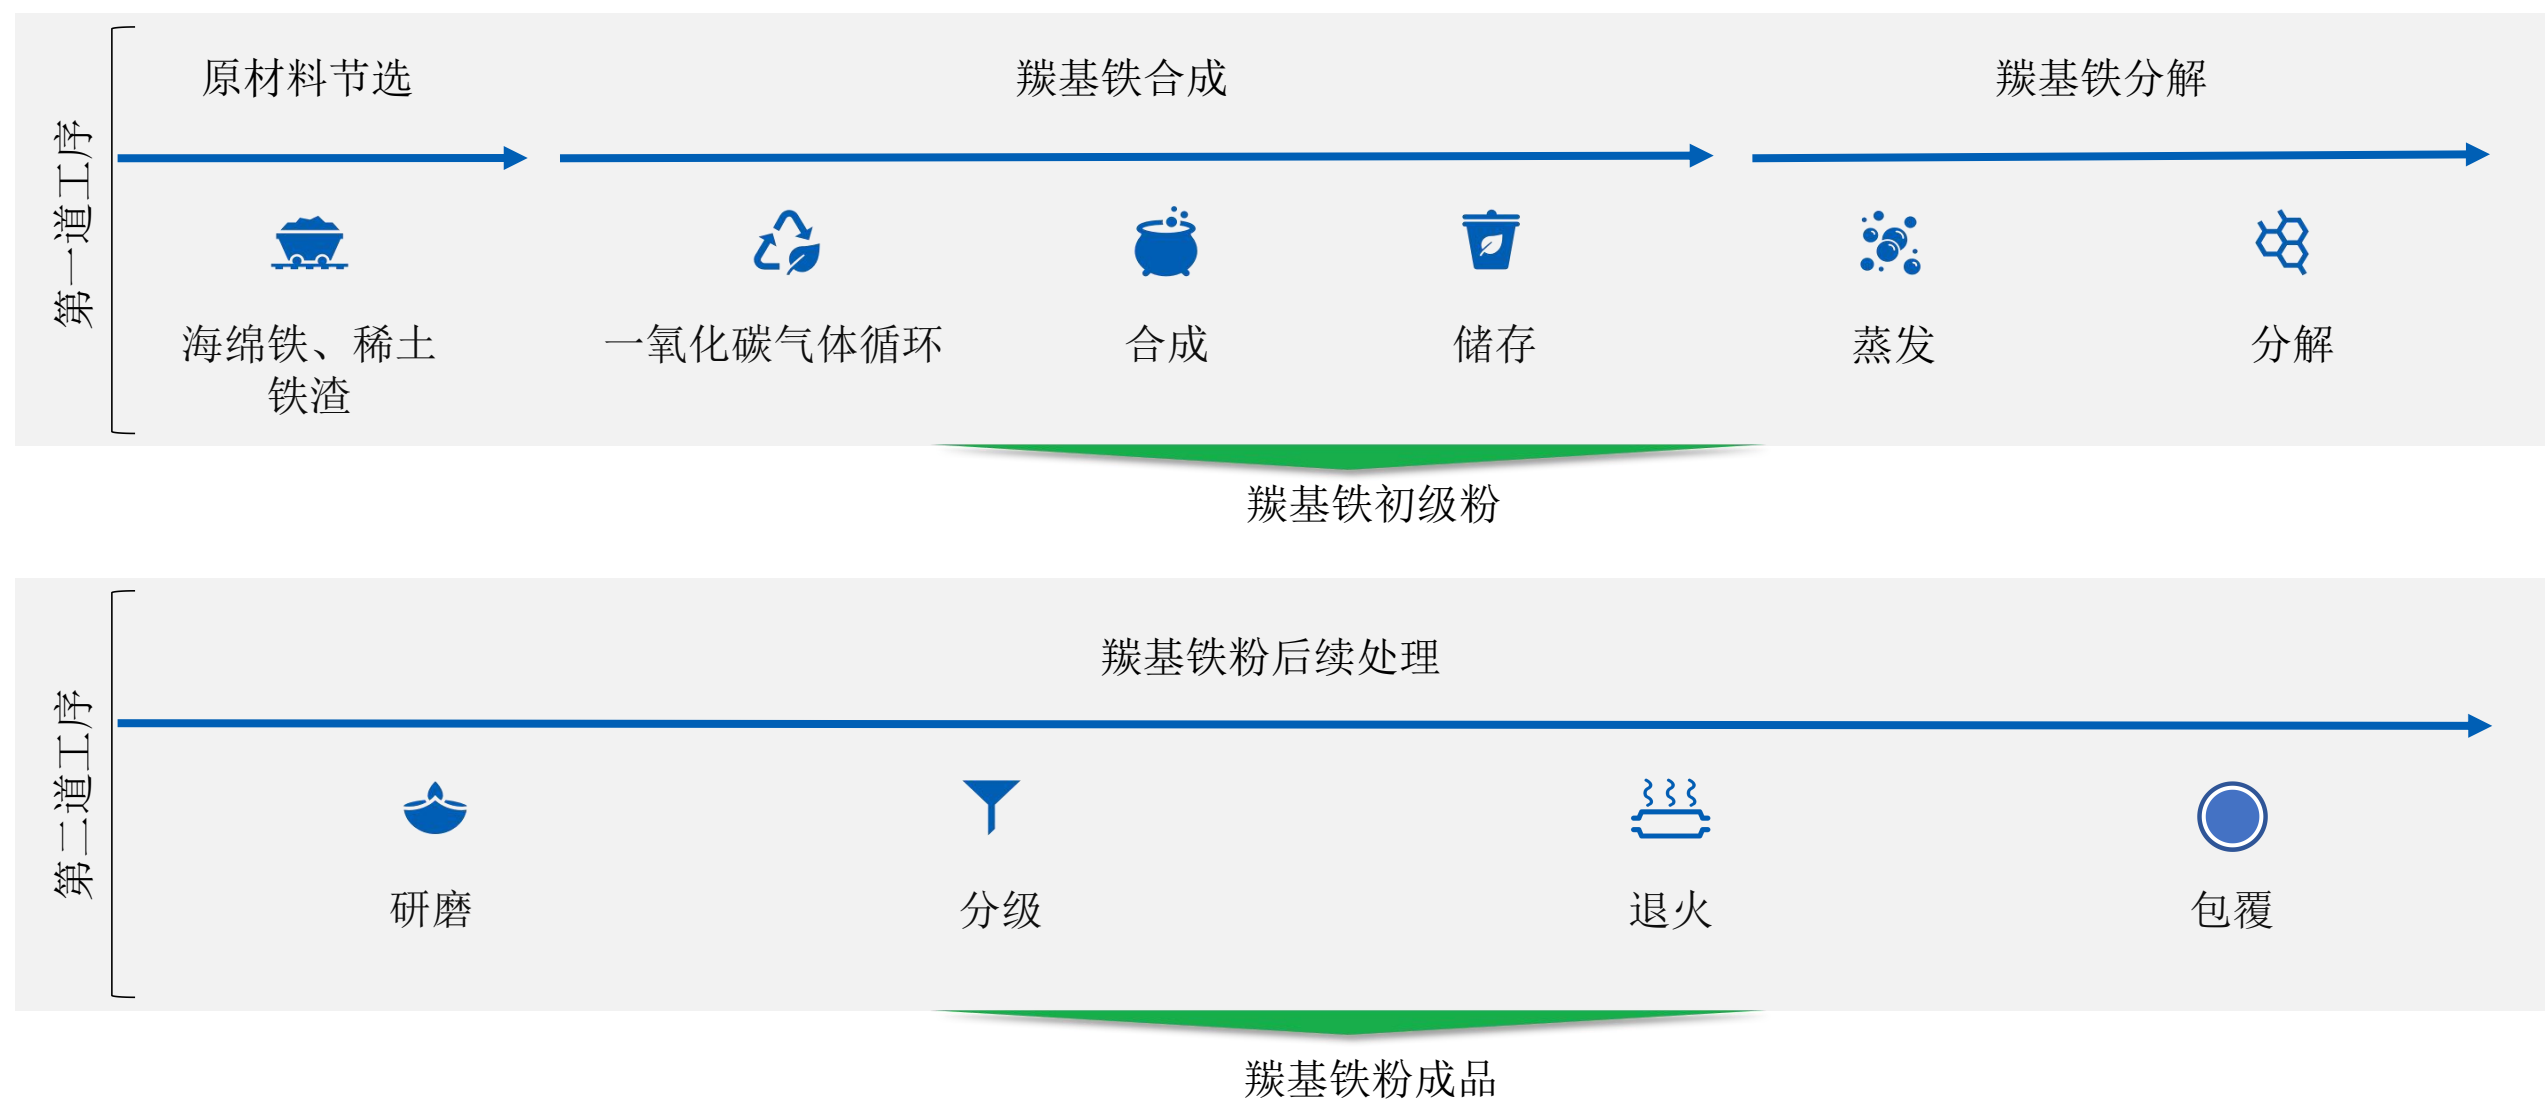 第一道工序
原材料节选
羰基铁合成
羰基铁分解
海绵铁、稀土
铁渣
一氧化碳气体循环
合成
储存
蒸发
分解
羰基铁初级粉
第二道工序
羰基铁粉后续处理
研磨
分级
退火
包覆
羰基铁粉成品